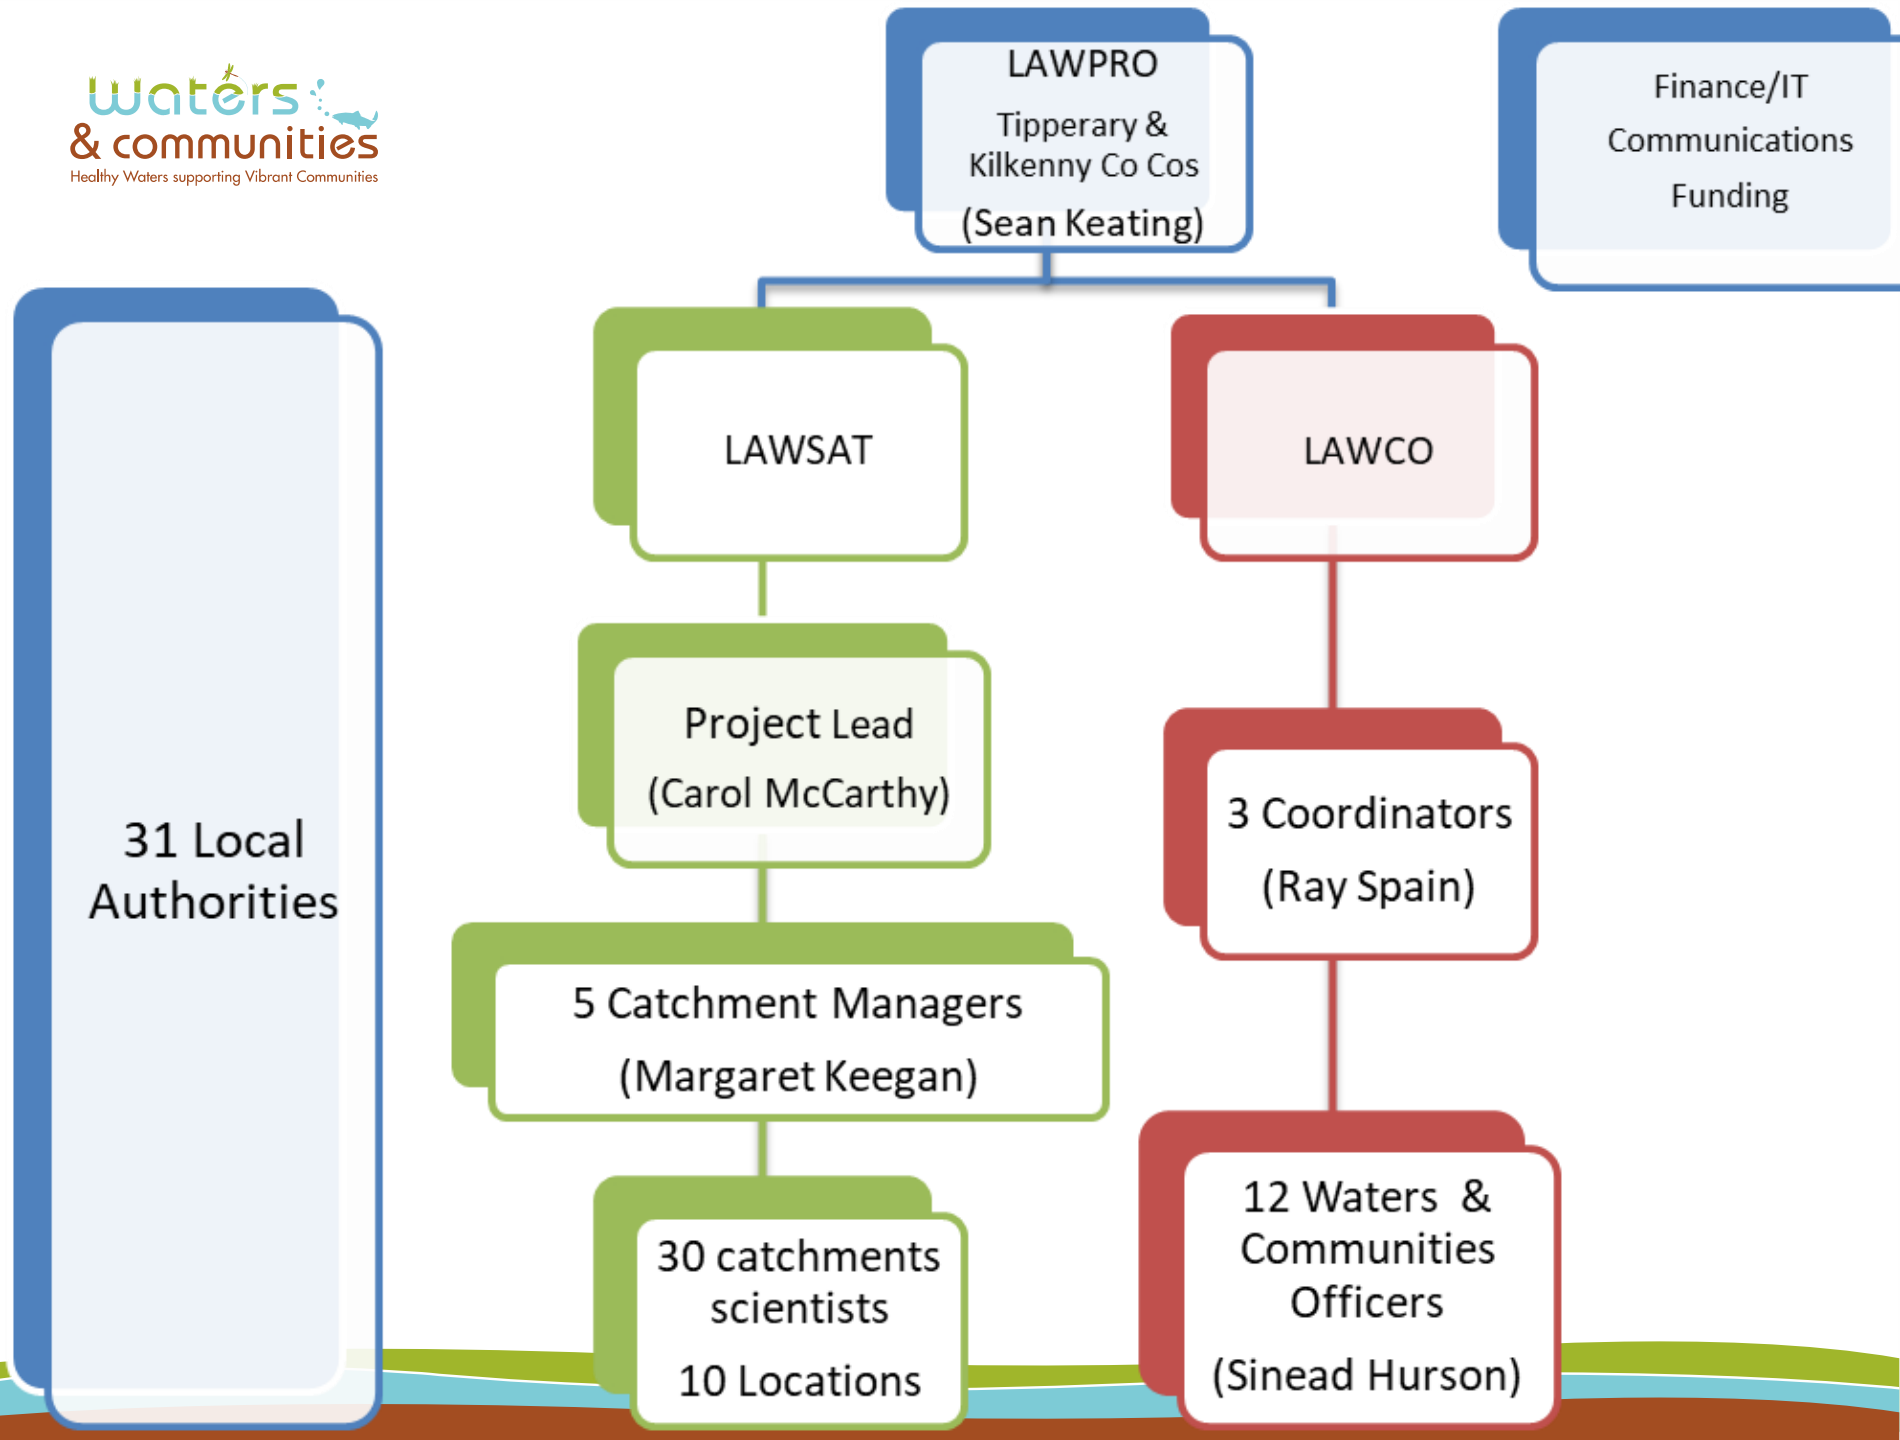 waters
& communities
Healthy Waters supporting Vibrant Communities
LAWPRO
Tipperary &
Kilkenny Co Cos
(Sean Keating)
Finance/IT
Communications
Funding
31 Local
Authorities
LAWSAT
Project Lead
(Carol McCarthy)
5 Catchment Managers
(Margaret Keegan)
30 catchments
scientists
10 Locations
LAWCO
3 Coordinators
(Ray Spain)
12 Waters & 
Communities
Officers
(Sinead Hurson)